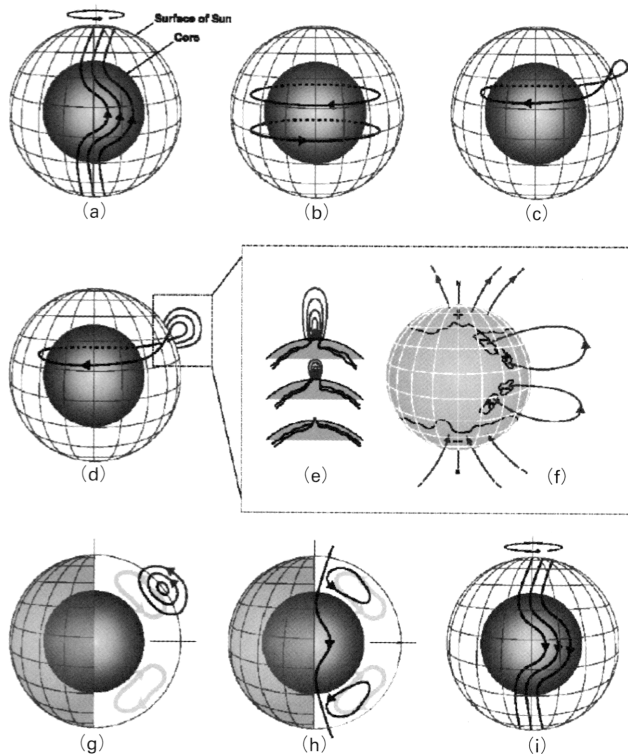 Surface of Sun
Core
(a)
(b)
(c)
(d)
(e)
(f)
(g)
(h)
(i)